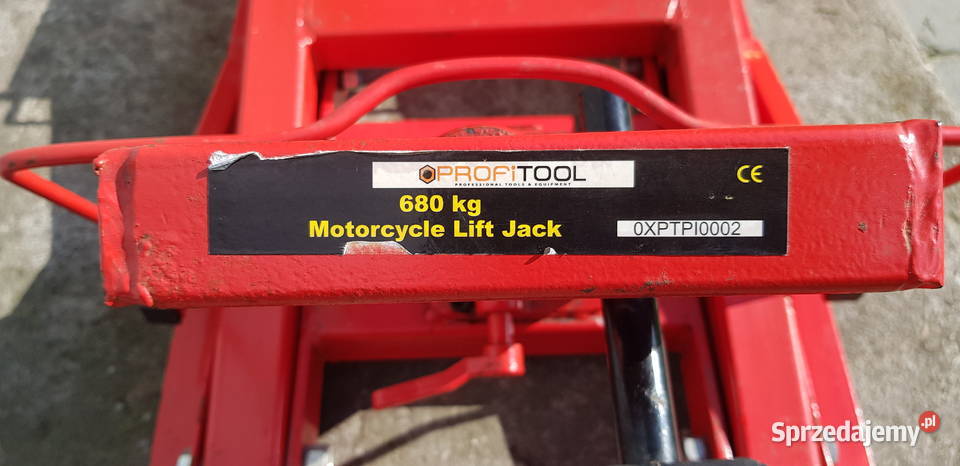 PROFiTOOL
PROFESSIONAL TOOLS & EQUIPMENT
CE
680 kg
Motorcycle Lift Jack
0XPTPI0002
Sprzedajemy.pl